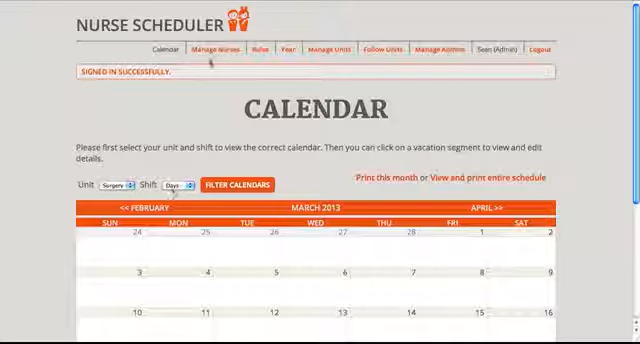 NURSE SCHEDULER
Calendar Manage Nurses Rules Year Manage Units Follow Units Manage Admins Sean (Admin) Logout
SIGNED IN SUCCESSFULLY.
CALENDAR
Please first select your unit and shift to view the correct calendar. Then you can click on a vacation segment to view and edit
details.
Print this month or View and print entire schedule
Unit Surgery Shift Days FILTER CALENDARS
<< FEBRUARY MARCH 2013 APRIL >>
SUN MON TUE WED THU FRI SAT
24 25 26 27 28 1 2
3 4 5 6 7 8 9
10 11 12 13 14 15 16